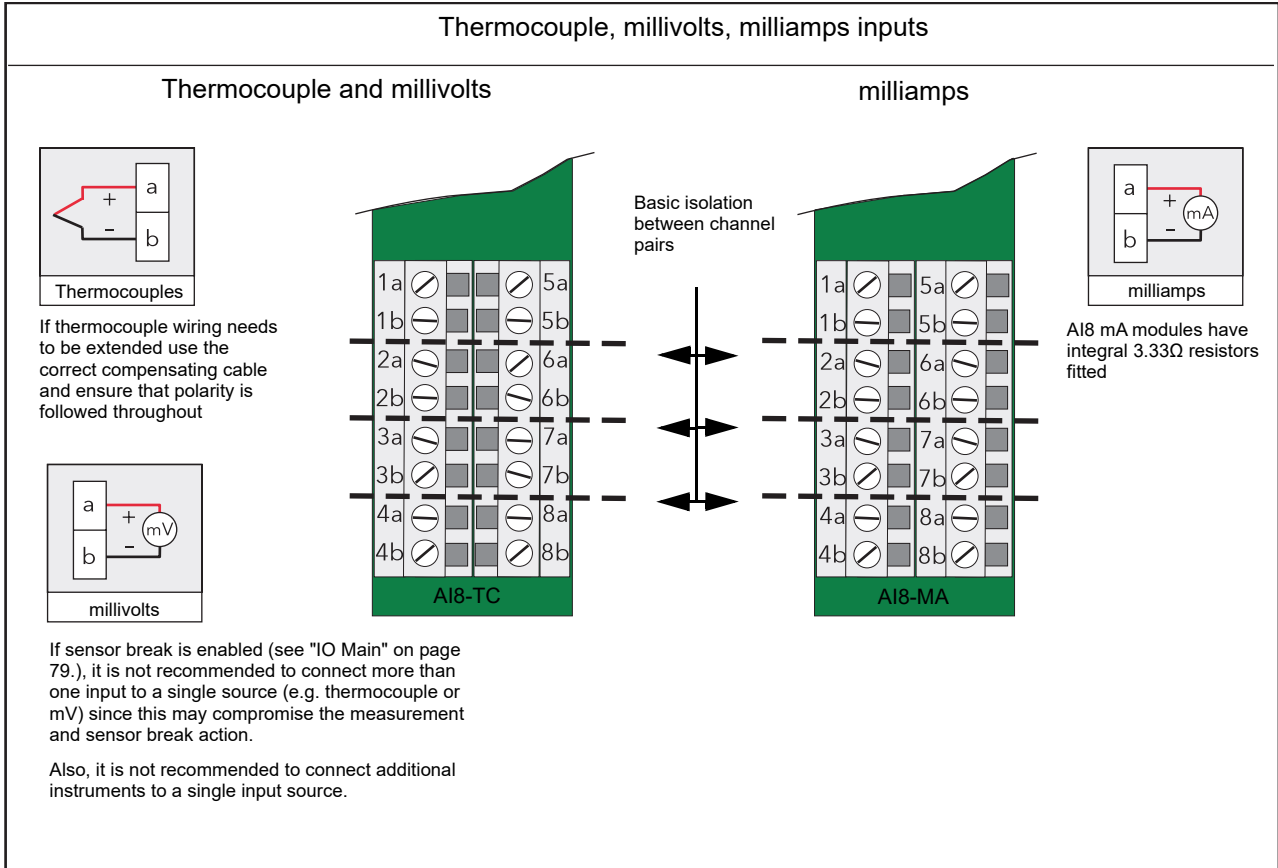 Thermocouple, millivolts, milliamps inputs
Thermocouple and millivolts
milliamps
a
+
-
b
Thermocouples
If thermocouple wiring needs
to be extended use the
correct compensating cable
and ensure that polarity is
followed throughout
a
+
mV
-
b
millivolts
If sensor break is enabled (see "IO Main" on page
79.), it is not recommended to connect more than
one input to a single source (e.g. thermocouple or
mV) since this may compromise the measurement
and sensor break action.
Also, it is not recommended to connect additional
instruments to a single input source.
1a 5a
1b 5b
2a 6a
2b 6b
3a 7a
3b 7b
4a 8a
4b 8b
AI8-TC
Basic isolation
between channel
pairs
1a 5a
1b 5b
2a 6a
2b 6b
3a 7a
3b 7b
4a 8a
4b 8b
AI8-MA
a
+
mA
-
b
milliamps
AI8 mA modules have
integral 3.33Ω resistors
fitted